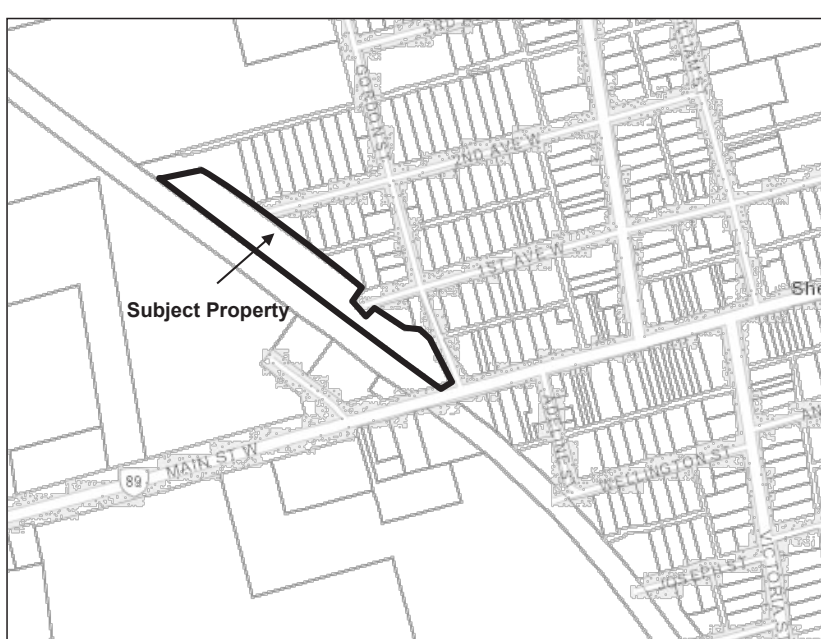 3RD
GORDON ST
2ND AVE W
1ST AVE W
She
Subject Property
ADELINE ST
MAIN ST W
89
WELLINGTON ST
AN
JOSEPH ST
VICTORIA S